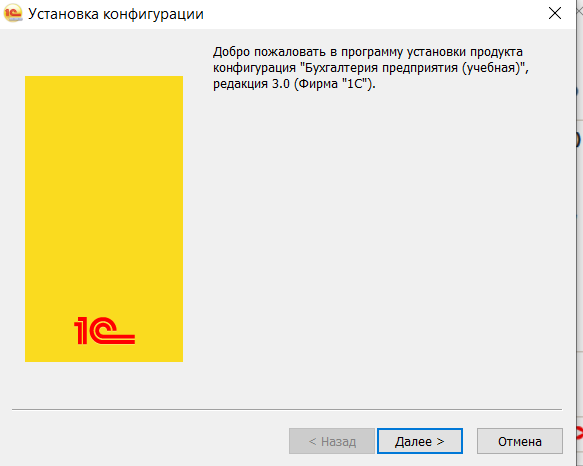 Установка конфигурации
Добро пожаловать в программу установки продукта
конфигурация "Бухгалтерия предприятия (учебная)",
редакция 3.0 (Фирма "1С").
1С
< Назад
Далее >
Отмена